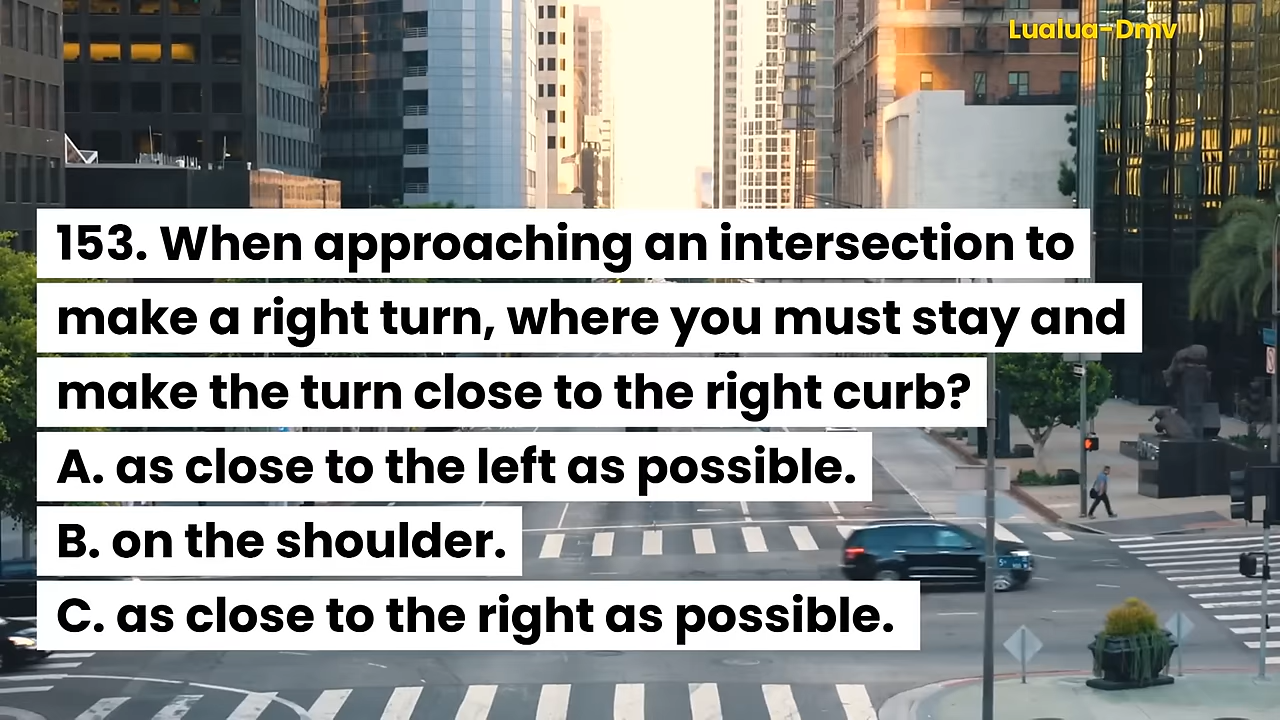 Lualua-Dmv
153. When approaching an intersection to
make a right turn, where you must stay and
make the turn close to the right curb?
A. as close to the left as possible.
B. on the shoulder.
C. as close to the right as possible.